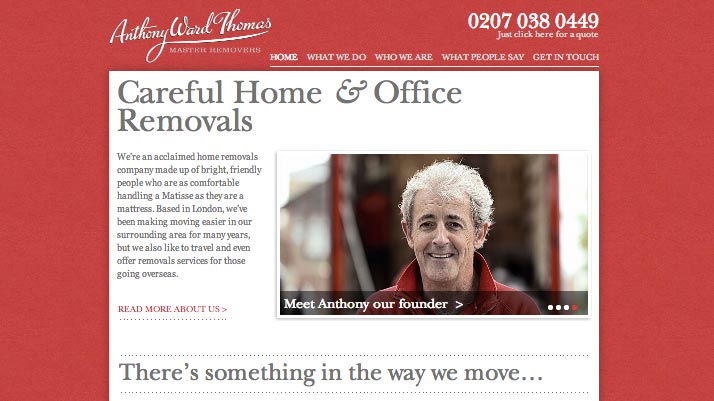 Anthony Ward Thomas
MASTER REMOVERS
0207 038 0449
Just click here for a quote
HOME WHAT WE DO WHO WE ARE WHAT PEOPLE SAY GET IN TOUCH
Careful Home & Office
Removals
We're an acclaimed home removals
company made up of bright, friendly
people who are as comfortable
handling a Matisse as they are a
mattress. Based in London, we've
been making moving easier in our
surrounding area for many years,
but we also like to travel and even
offer removals services for those
going overseas.
READ MORE ABOUT US >
Meet Anthony our founder >
There's something in the way we move...